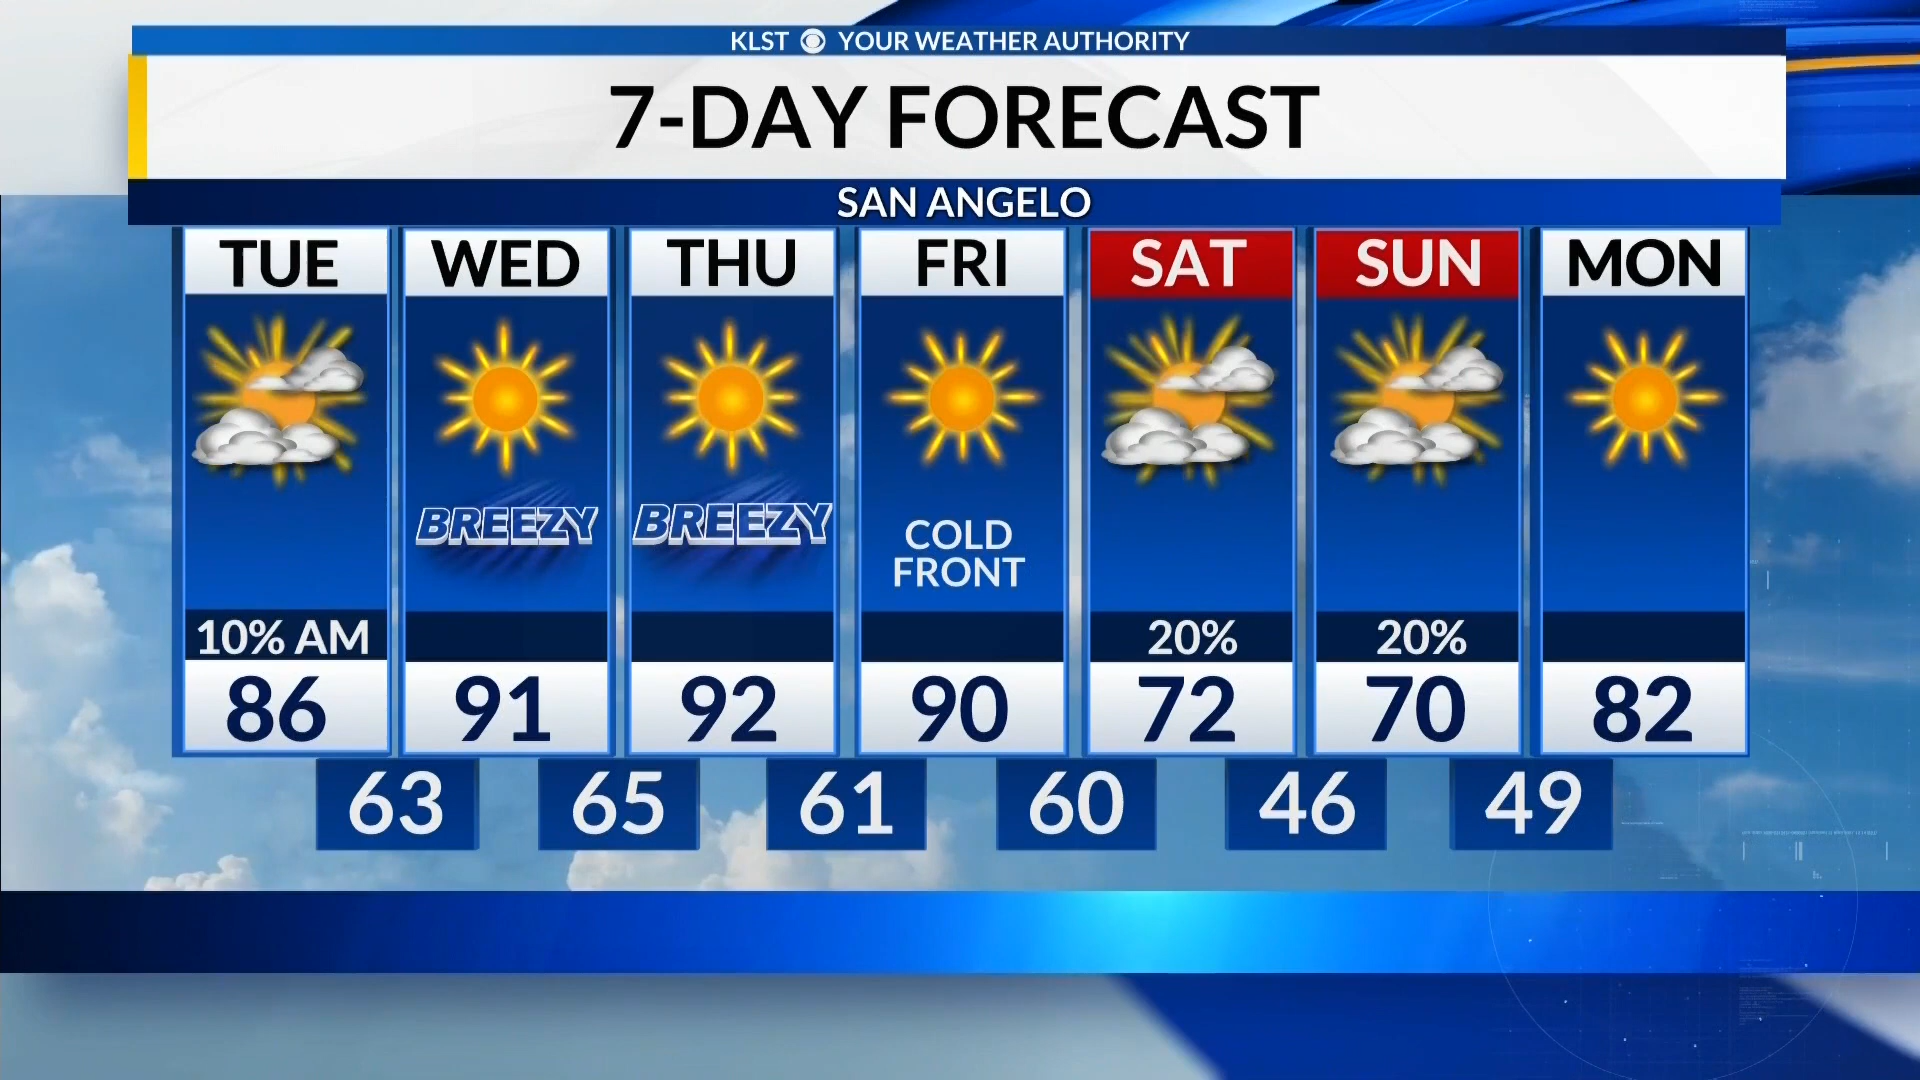 KLST YOUR WEATHER AUTHORITY
7-DAY FORECAST
SAN ANGELO
TUE WED THU FRI SAT SUN MON
BREEZY BREEZY
COLD
FRONT
10% AM 20% 20%
86 91 92 90 72 70 82
63 65 61 60 46 49